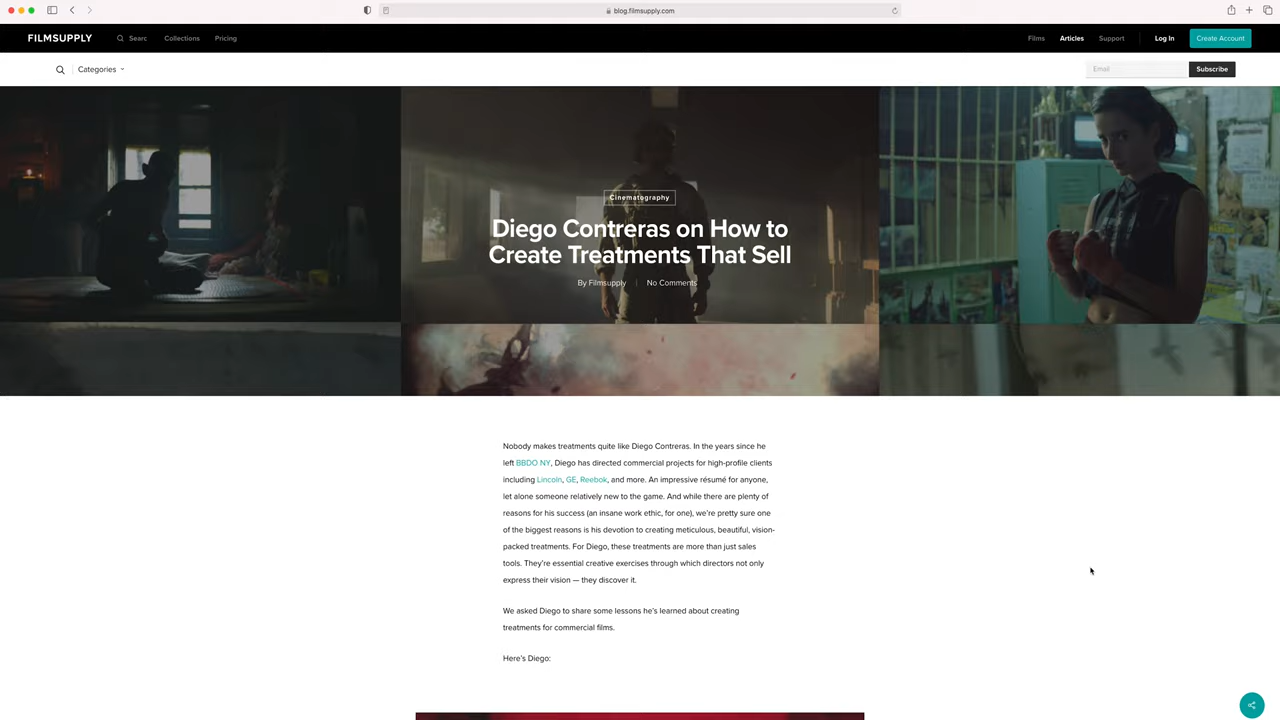 blog.filmsupply.com
FILMSUPPLY
Searc
Collections
Pricing
Films
Articles
Support
Log In
Create Account
Categories
Email
Subscribe
Cinematography
Diego Contreras on How to
Create Treatments That Sell
By Filmsupply
No Comments
Nobody makes treatments quite like Diego Contreras. In the years since he
left BBDO NY, Diego has directed commercial projects for high-profile clients
including Lincoln, GE, Reebok, and more. An impressive résumé for anyone,
let alone someone relatively new to the game. And while there are plenty of
reasons for his success (an insane work ethic, for one), we're pretty sure one
of the biggest reasons is his devotion to creating meticulous, beautiful, vision-
packed treatments. For Diego, these treatments are more than just sales
tools. They're essential creative exercises through which directors not only
express their vision — they discover it.
We asked Diego to share some lessons he's learned about creating
treatments for commercial films.
Here's Diego: